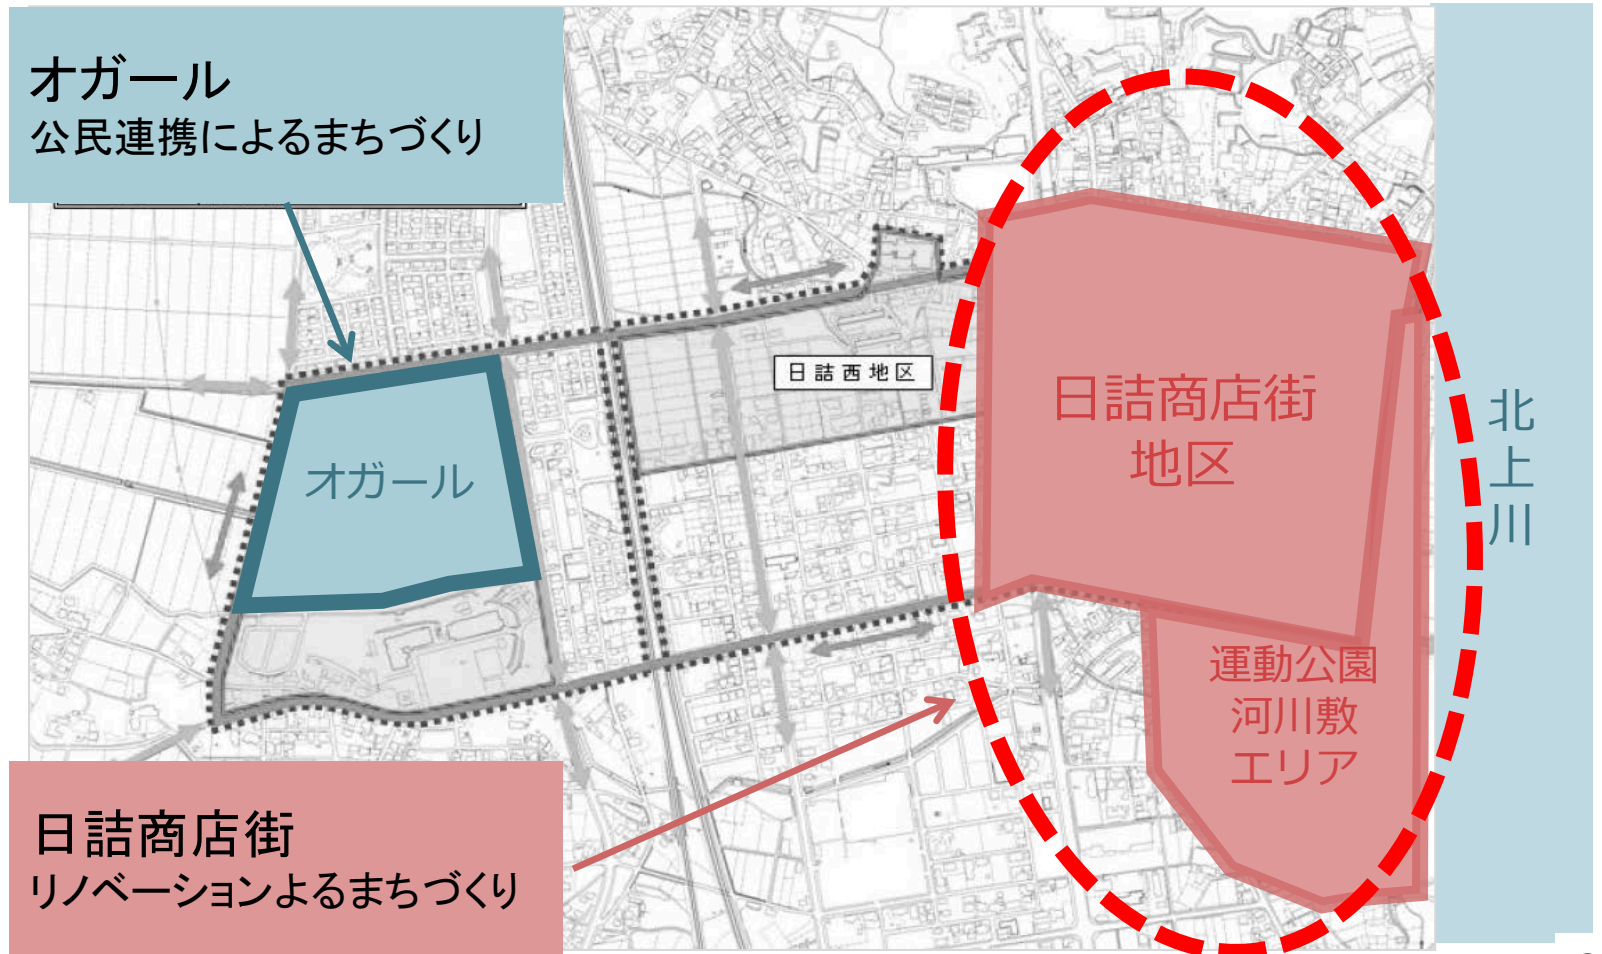 オガール
公民連携によるまちづくり
日詰西地区
日詰商店街
地区
北上川
オガール
運動公園
河川敷
エリア
日詰商店街
リノベーションよるまちづくり